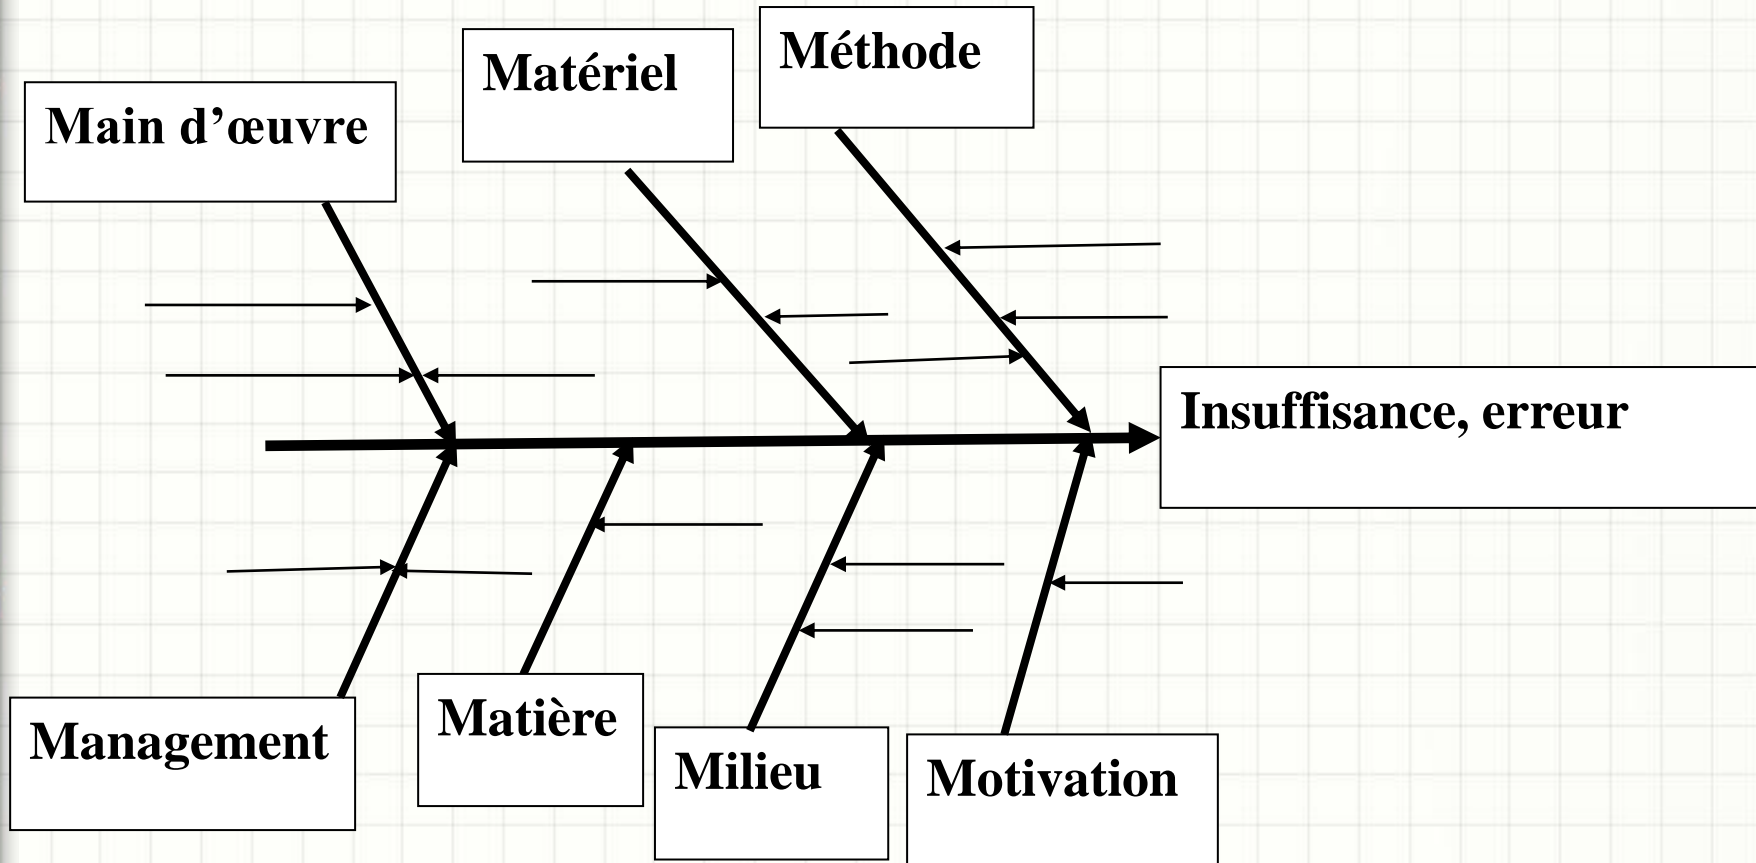 Méthode
Matériel
Main d’œuvre
Insuffisance, erreur
Management
Matière
Milieu
Motivation